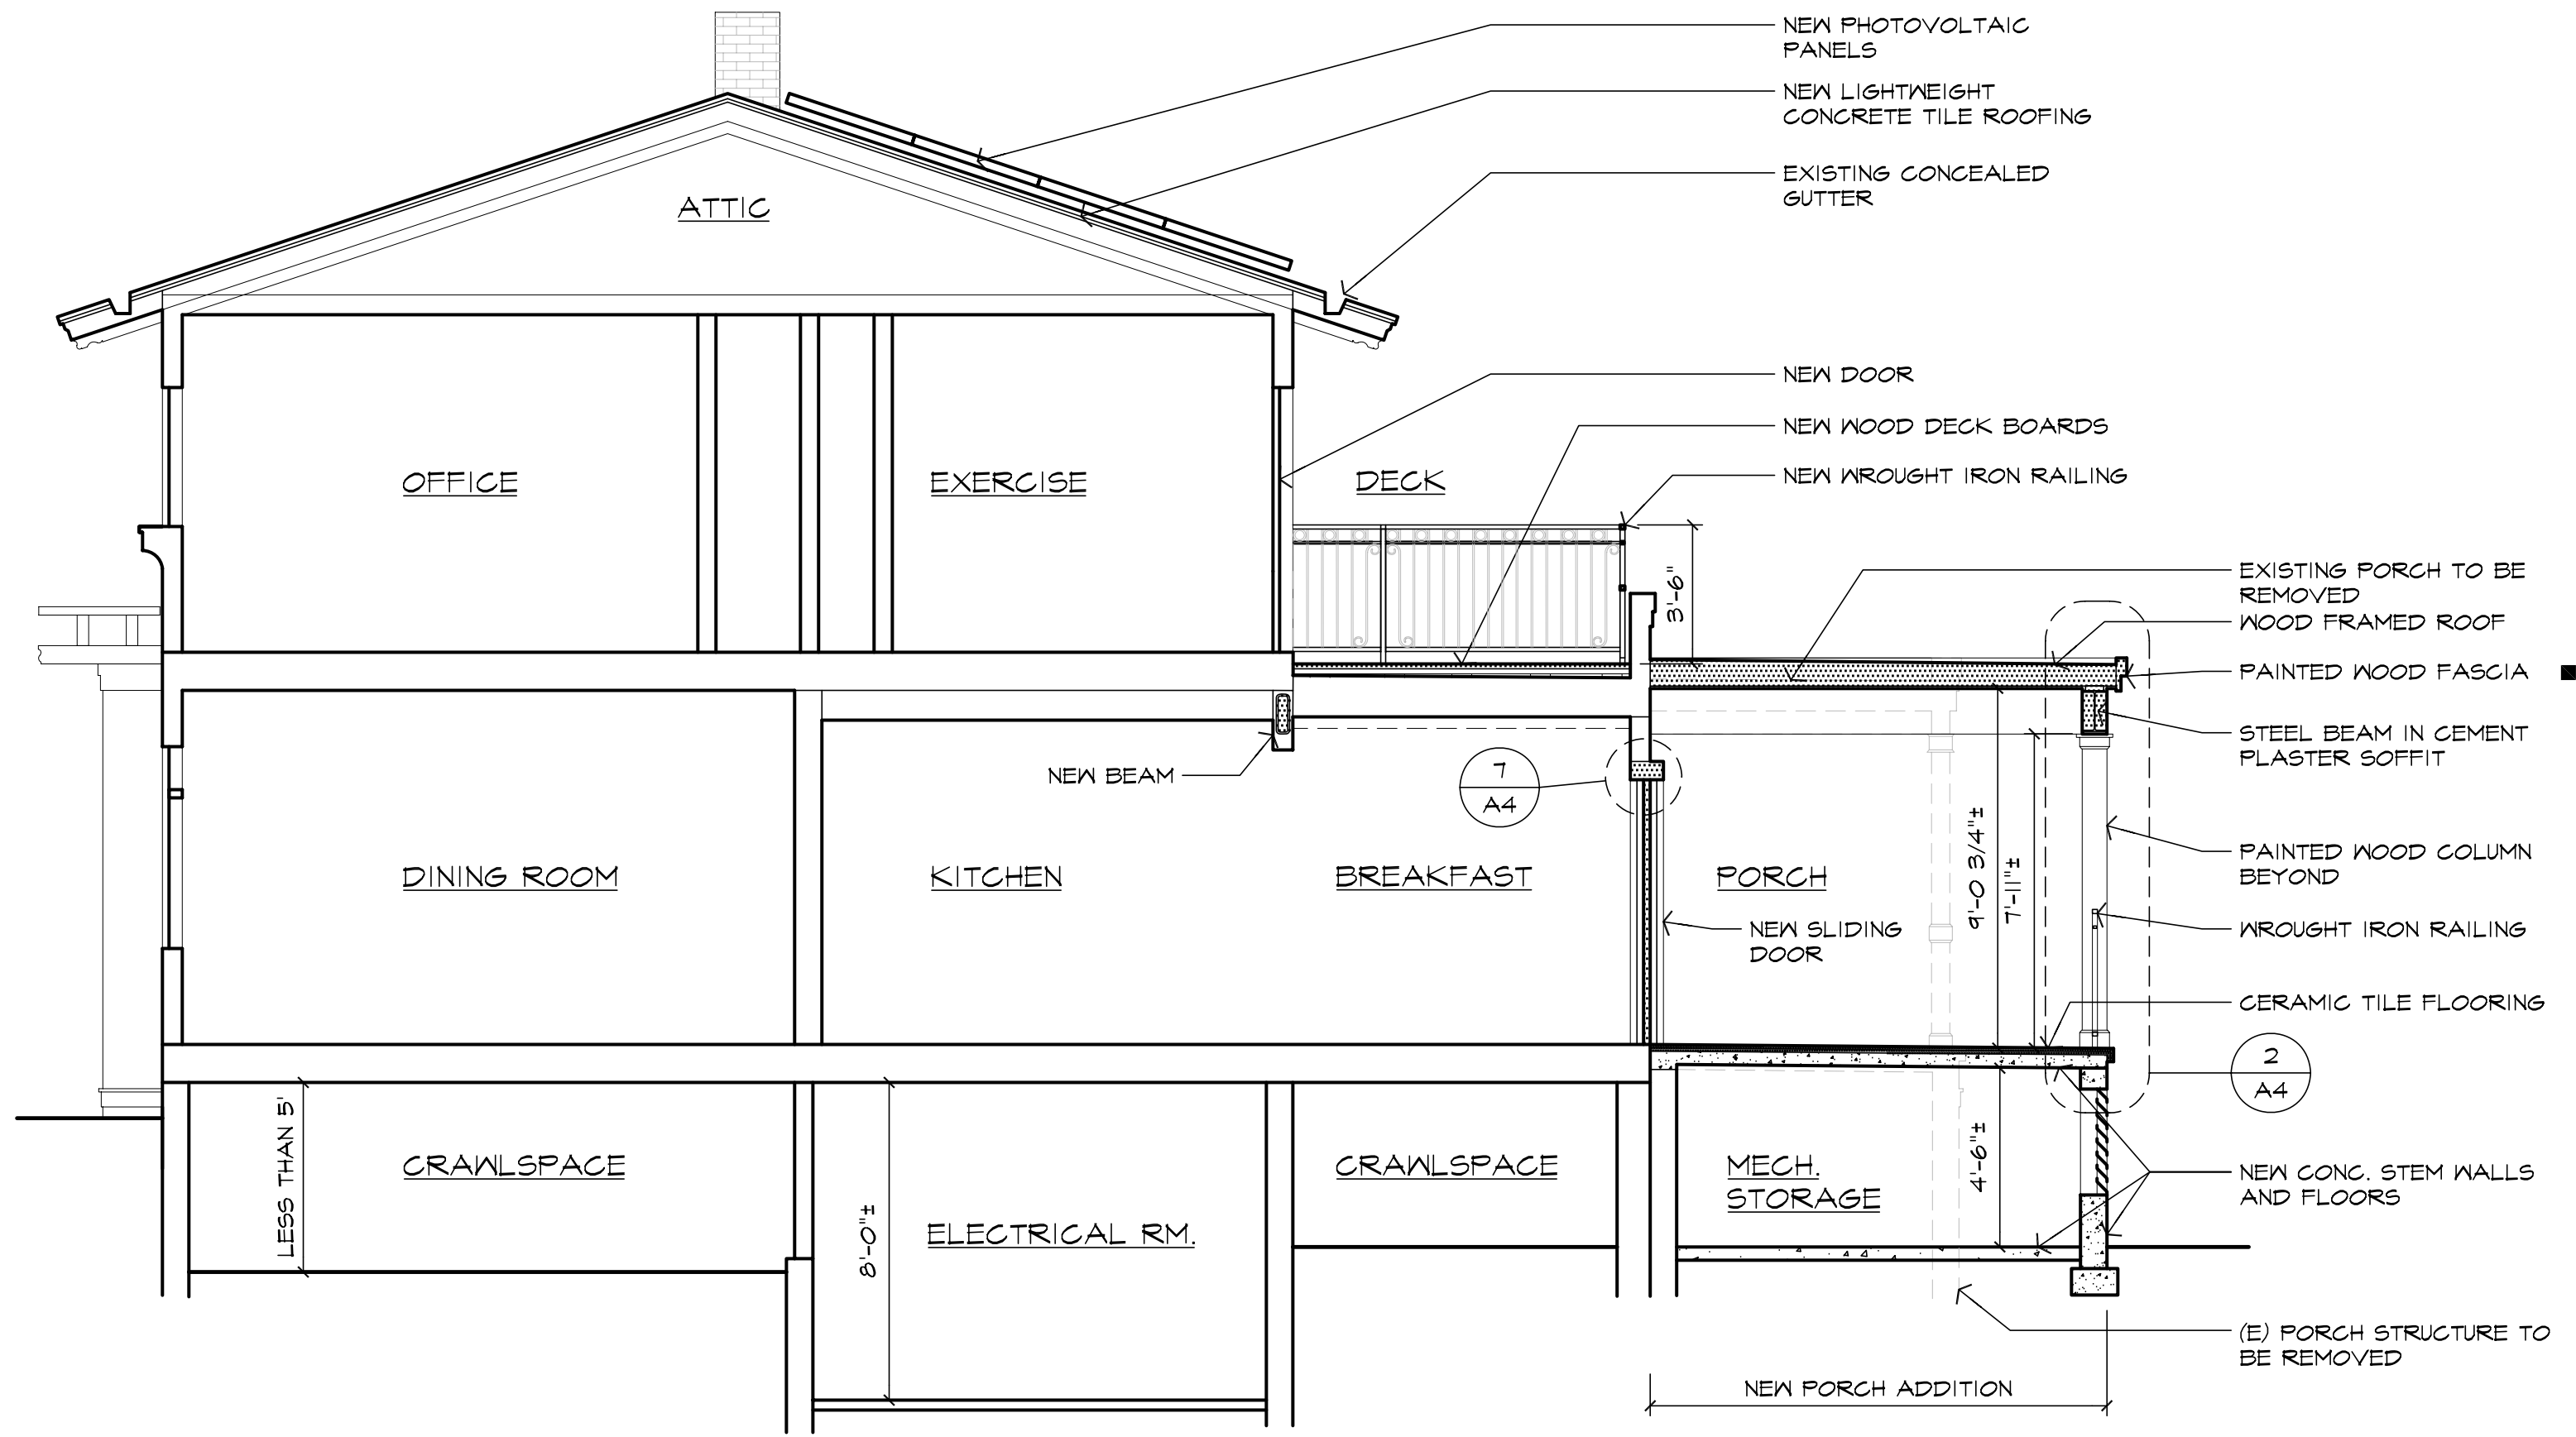 NEW PHOTOVOLTAIC
PANELS
NEW LIGHTWEIGHT
CONCRETE TILE ROOFING
EXISTING CONCEALED
GUTTER
ATTIC
NEW DOOR
NEW WOOD DECK BOARDS
NEW WROUGHT IRON RAILING
OFFICE
EXERCISE
DECK
3'-6"
EXISTING PORCH TO BE
REMOVED
WOOD FRAMED ROOF
PAINTED WOOD FASCIA
STEEL BEAM IN CEMENT
PLASTER SOFFIT
NEW BEAM
7
A4
DINING ROOM
KITCHEN
BREAKFAST
PORCH
9'-0 3/4"±
7'-11"±
PAINTED WOOD COLUMN
BEYOND
NEW SLIDING
DOOR
WROUGHT IRON RAILING
CERAMIC TILE FLOORING
2
A4
LESS THAN 5'
CRAWLSPACE
8'-0"±
ELECTRICAL RM.
CRAWLSPACE
MECH.
STORAGE
4'-6"±
NEW CONC. STEM WALLS
AND FLOORS
(E) PORCH STRUCTURE TO
BE REMOVED
NEW PORCH ADDITION